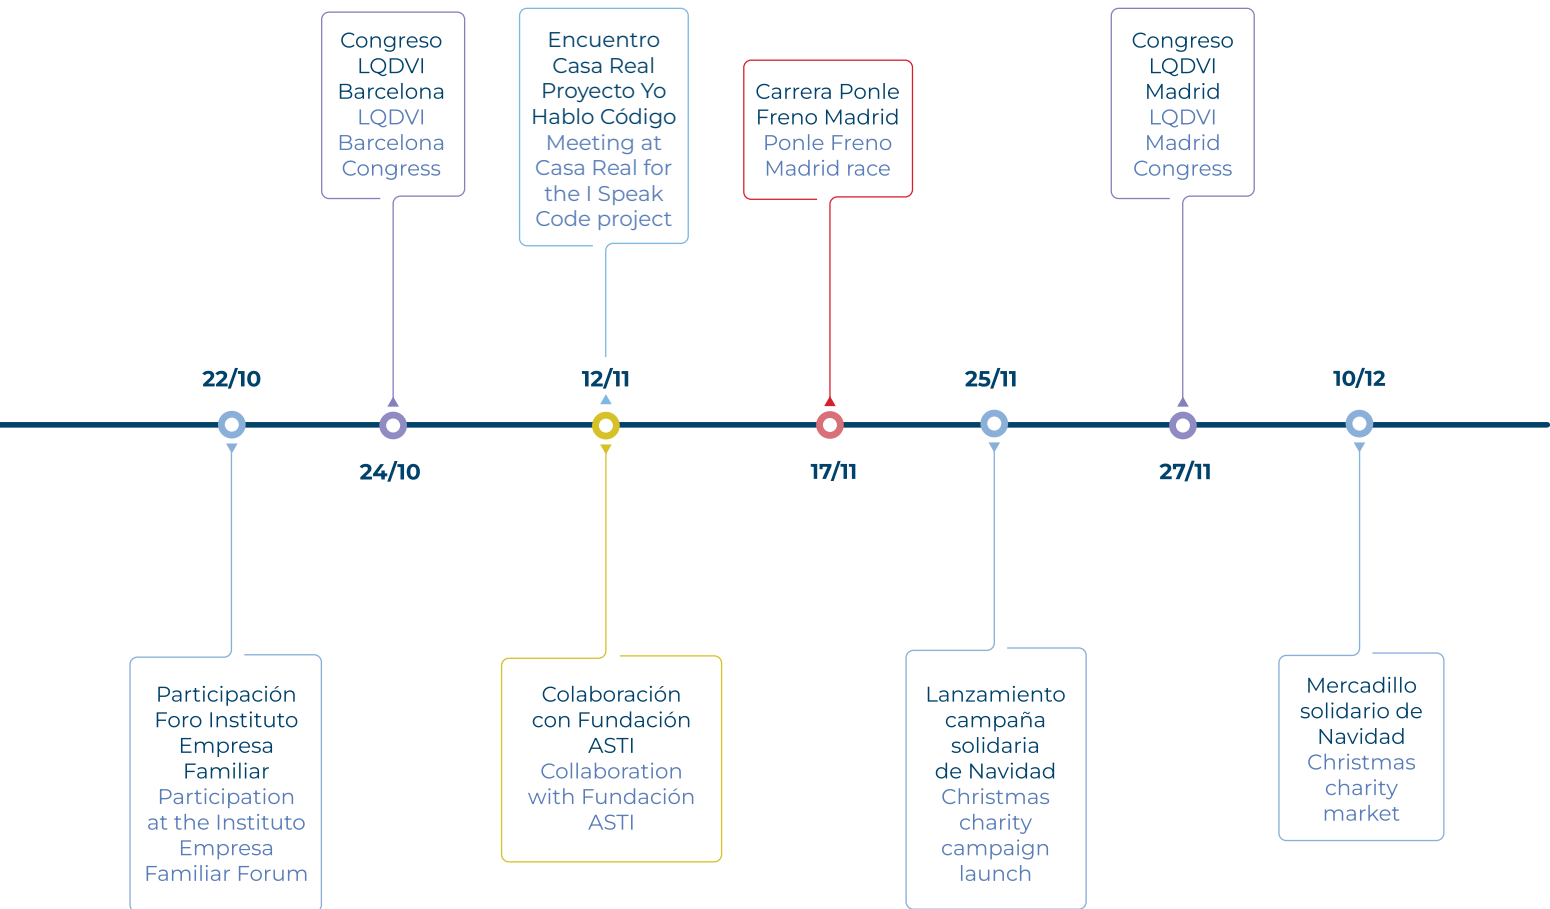 Congreso
LQDVI
Barcelona
LQDVI
Barcelona
Congress
Encuentro
Casa Real
Proyecto Yo
Hablo Código
Meeting at
Casa Real for
the I Speak
Code project
Carrera Ponle
Freno Madrid
Ponle Freno
Madrid race
Congreso
LQDVI
Madrid
LQDVI
Madrid
Congress
22/10
12/11
25/11
10/12
24/10
17/11
27/11
Participación
Foro Instituto
Empresa
Familiar
Participation
at the Instituto
Empresa
Familiar Forum
Colaboración
con Fundación
ASTI
Collaboration
with Fundación
ASTI
Lanzamiento
campaña
solidaria
de Navidad
Christmas
charity
campaign
launch
Mercadillo
solidario de
Navidad
Christmas
charity
market